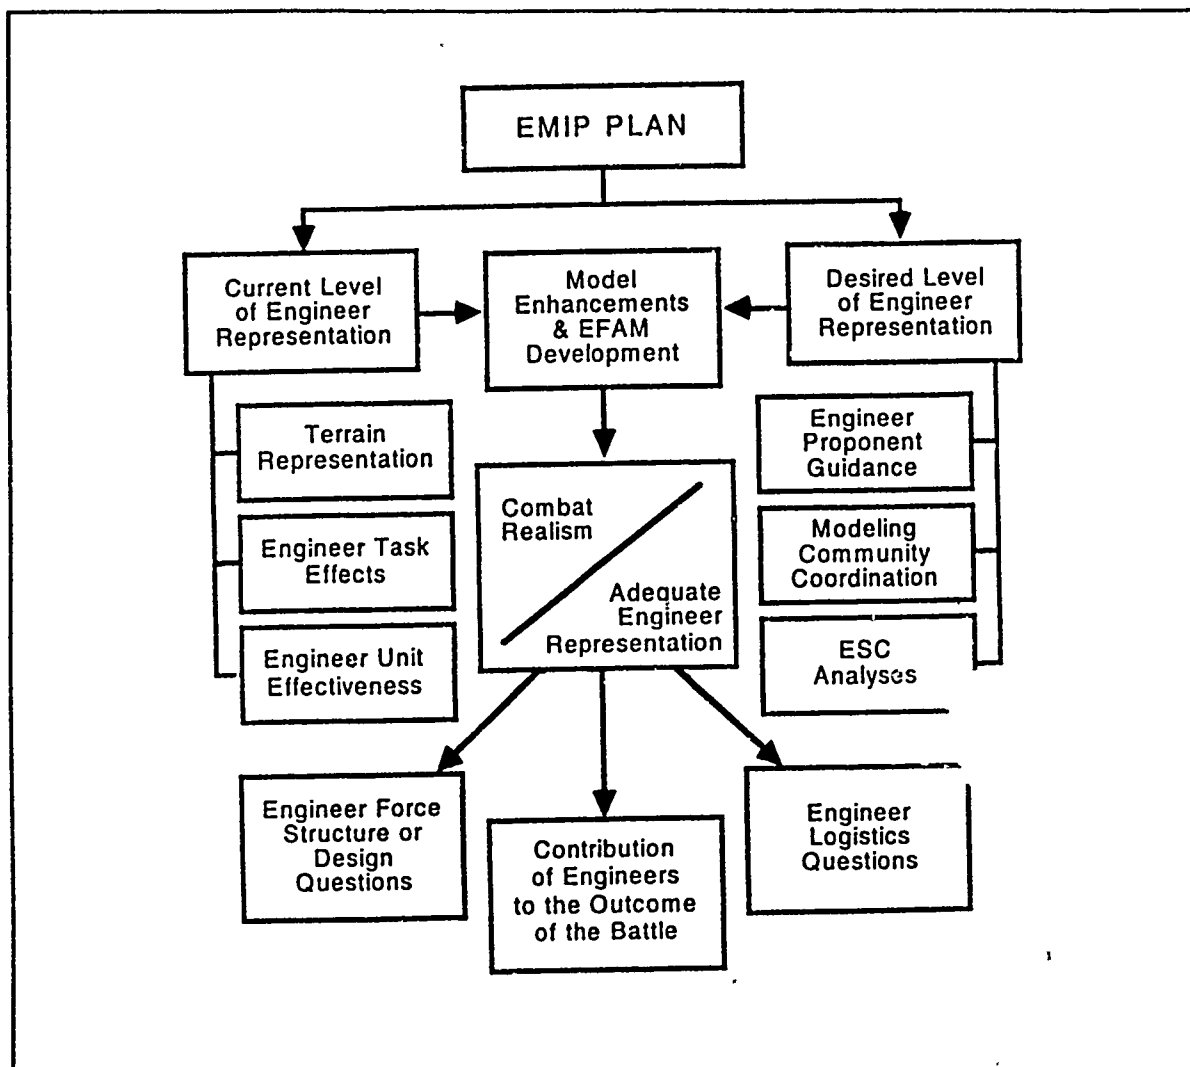 EMIP PLAN
Current Level
of Engineer
Representation
Model
Enhancements
& EFAM
Development
Desired Level
of Engineer
Representation
Terrain
Representation
Engineer Task
Effects
Engineer Unit
Effectiveness
Combat
Realism
Adequate
Engineer
Representation
Engineer
Proponent
Guidance
Modeling
Community
Coordination
ESC
Analyses
Engineer Force
Structure or
Design
Questions
Contribution
of Engineers
to the Outcome
of the Battle
Engineer
Logistics
Questions